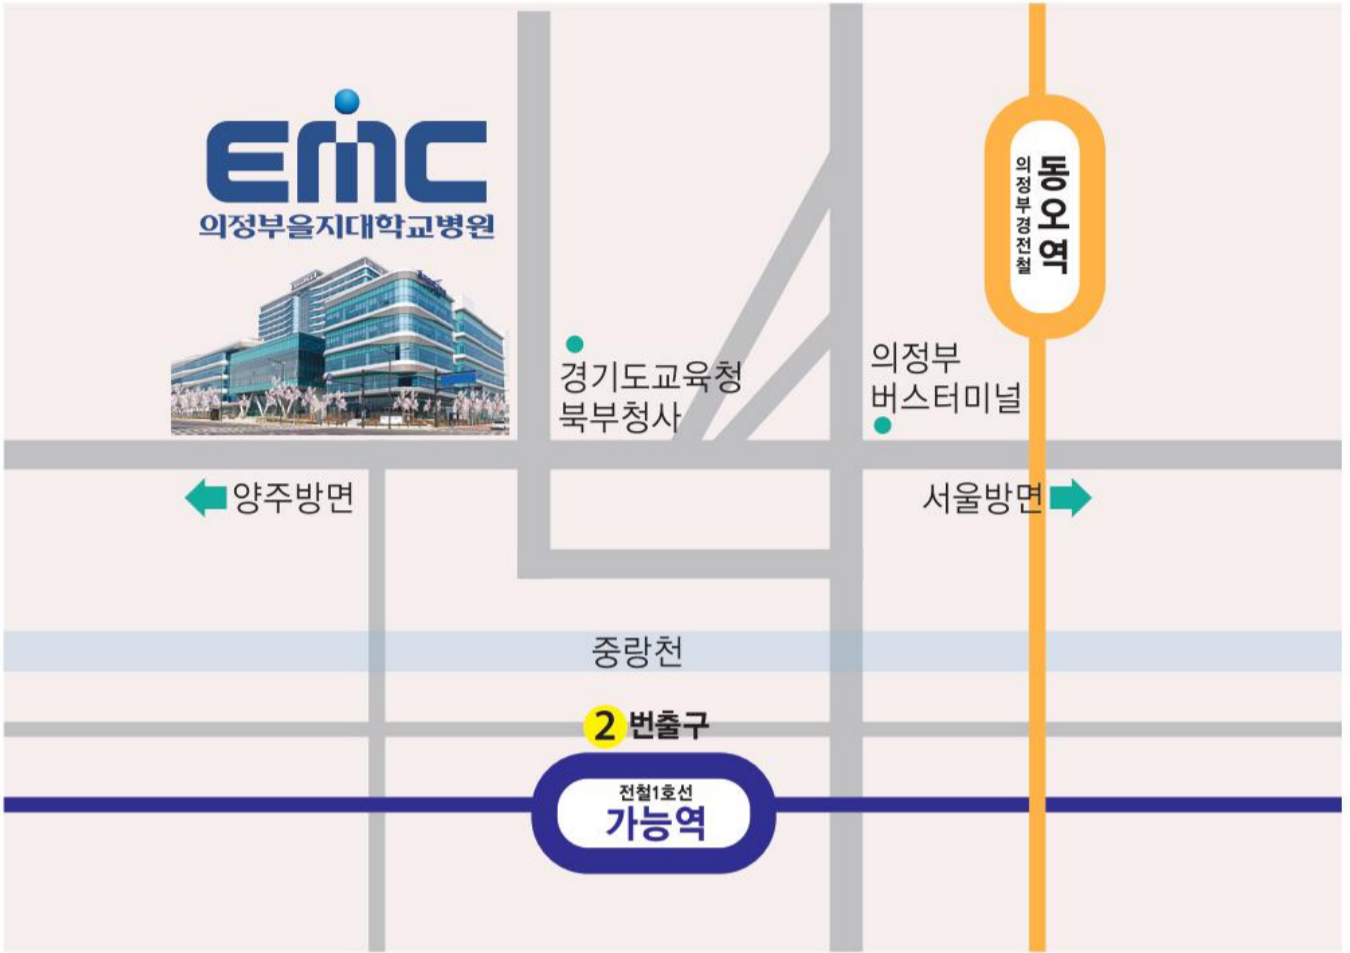 EMC
의정부을지대학교병원
의정부경전철
동오역
경기도교육청
북부청사
의정부
버스터미널
양주방면
서울방면
중랑천
2 번출구
전철1호선
가능역